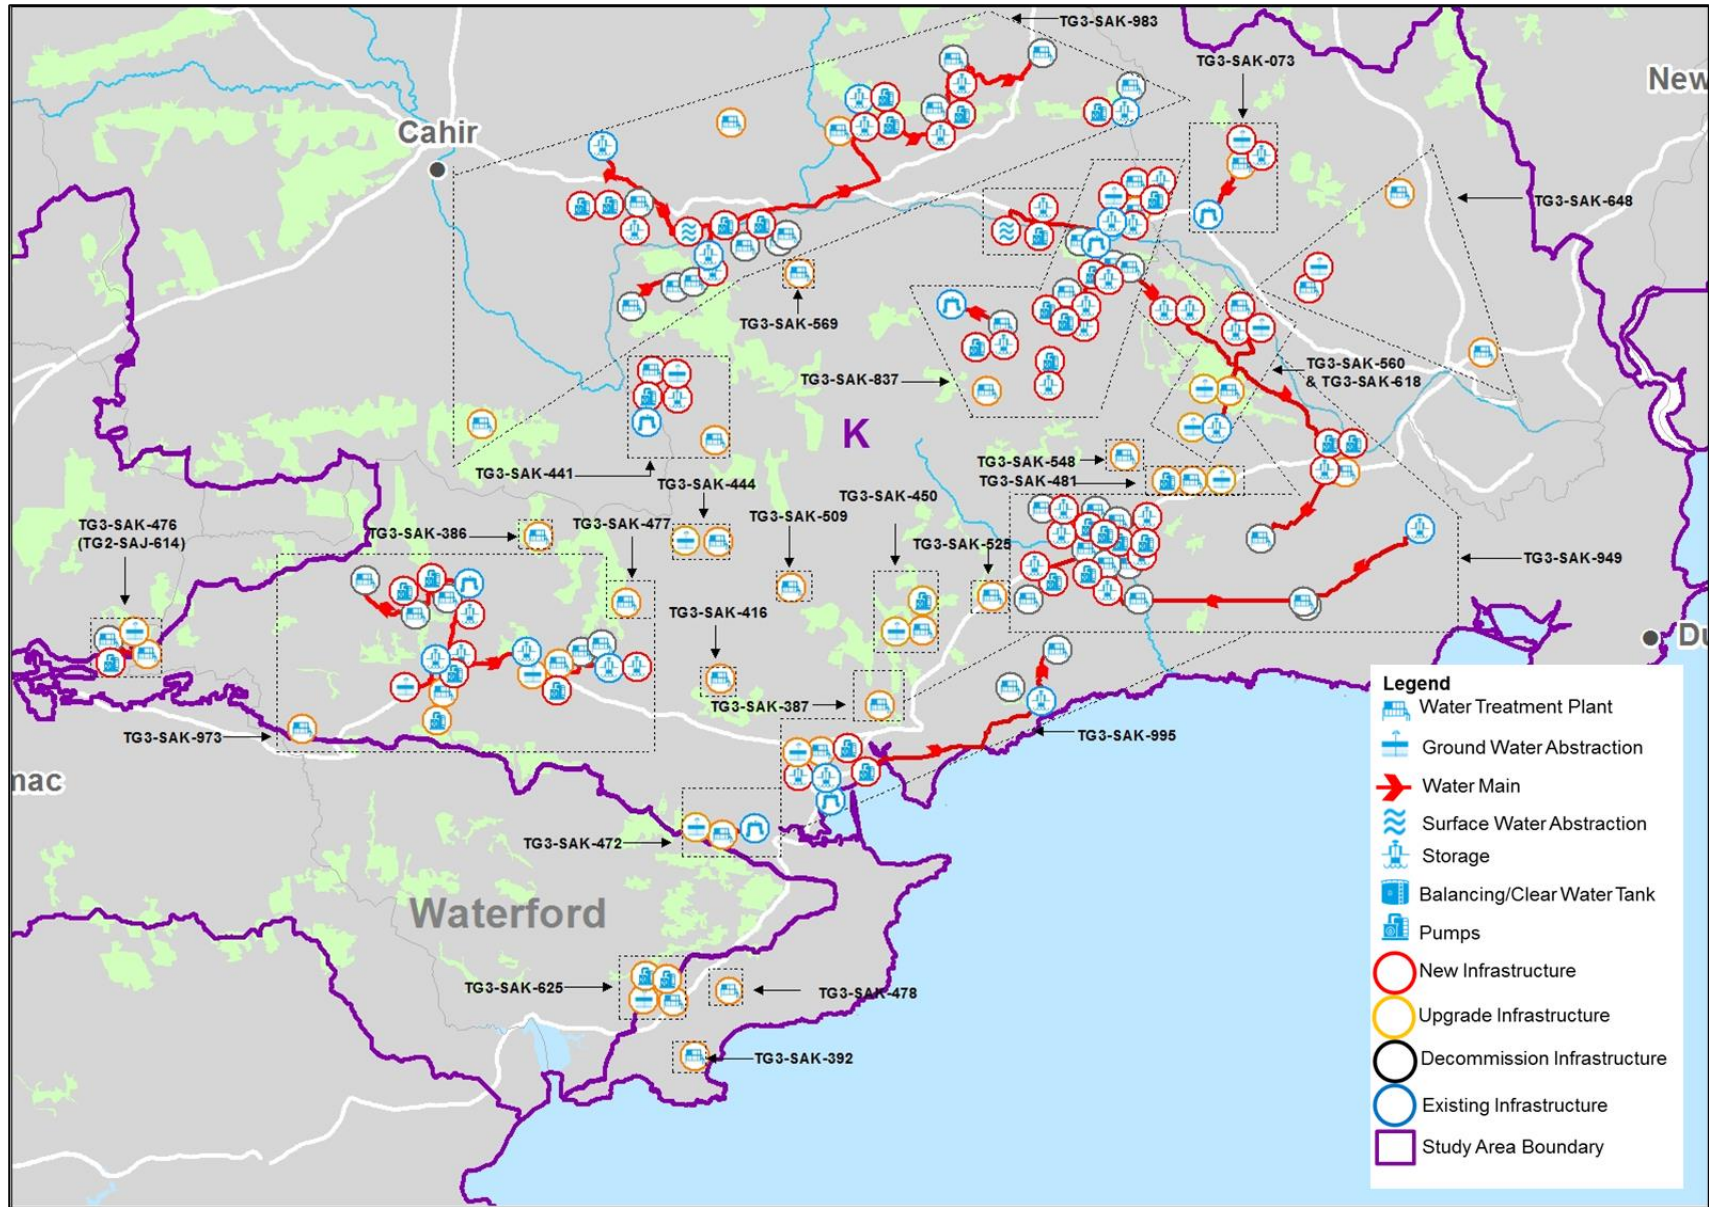 TG3-SAK-983
TG3-SAK-073
New
Cahir
TG3-SAK-648
TG3-SAK-569
TG3-SAK-837
TG3-SAK-560
& TG3-SAK-618
K
TG3-SAK-441
TG3-SAK-444
TG3-SAK-548
TG3-SAK-481
TG3-SAK-450
TG3-SAK-476
(TG2-SAJ-614)
TG3-SAK-386
TG3-SAK-477
TG3-SAK-509
TG3-SAK-525
TG3-SAK-949
TG3-SAK-416
TG3-SAK-387
TG3-SAK-973
TG3-SAK-995
Du
mac
TG3-SAK-472
Waterford
TG3-SAK-625
TG3-SAK-478
TG3-SAK-392
Legend
Water Treatment Plant
Ground Water Abstraction
Water Main
Surface Water Abstraction
Storage
Balancing/Clear Water Tank
Pumps
New Infrastructure
Upgrade Infrastructure
Decommission Infrastructure
Existing Infrastructure
Study Area Boundary